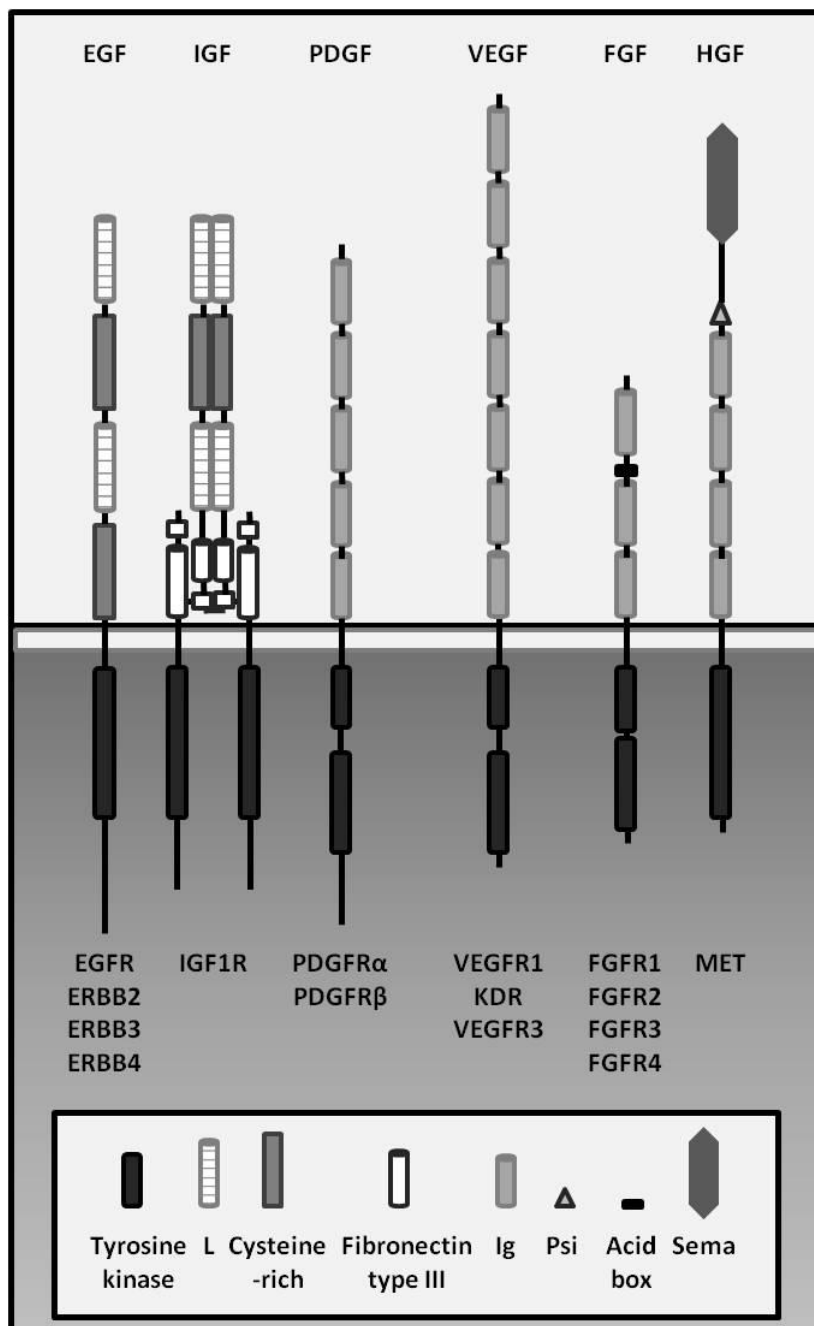 EGF IGF PDGF VEGF FGF HGF
EGFR IGF1R PDGFRα VEGFR1 FGFR1 MET
ERBB2 PDGFRβ KDR FGFR2
ERBB3 VEGFR3 FGFR3
ERBB4 FGFR4
Tyrosine L Cysteine Fibronectin Ig Psi Acid Sema
kinase -rich type III box